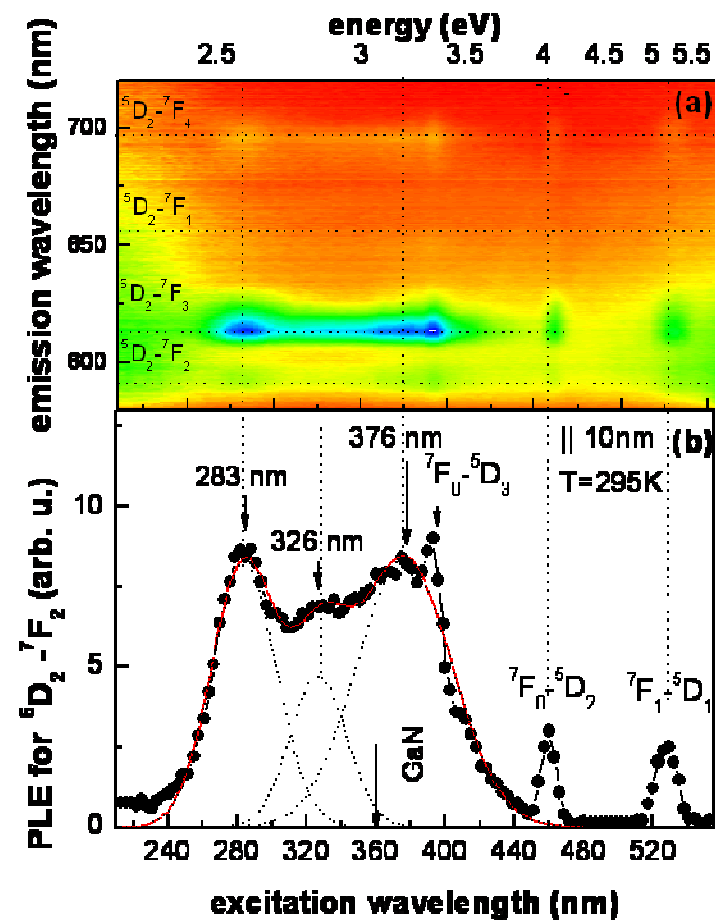 energy (eV)
2.5 3 3.5 4 4.5 5 5.5
emission wavelength (nm)
700
650
600
(a)
⁵D₂-⁷F₄
⁵D₂-⁷F₁
⁵D₂-⁷F₃
⁵D₂-⁷F₂
PLE for ⁵D₂-⁷F₂ (arb. u.)
10
5
0
376 nm
|| 10nm (b)
283 nm
⁷F₀-⁵D₃
T=295K
326 nm
⁷F₀-⁵D₂
⁷F₁-⁵D₁
GaN
240 280 320 360 400 440 480 520
excitation wavelength (nm)